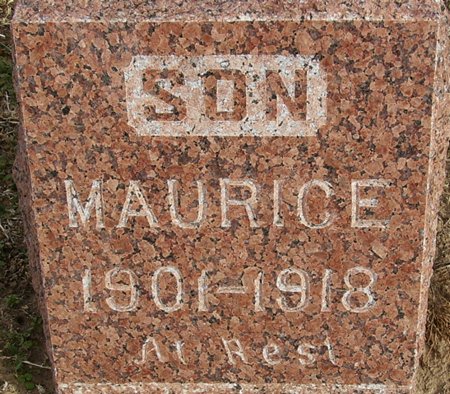 SON
MAURICE
1901-1918
At Rest